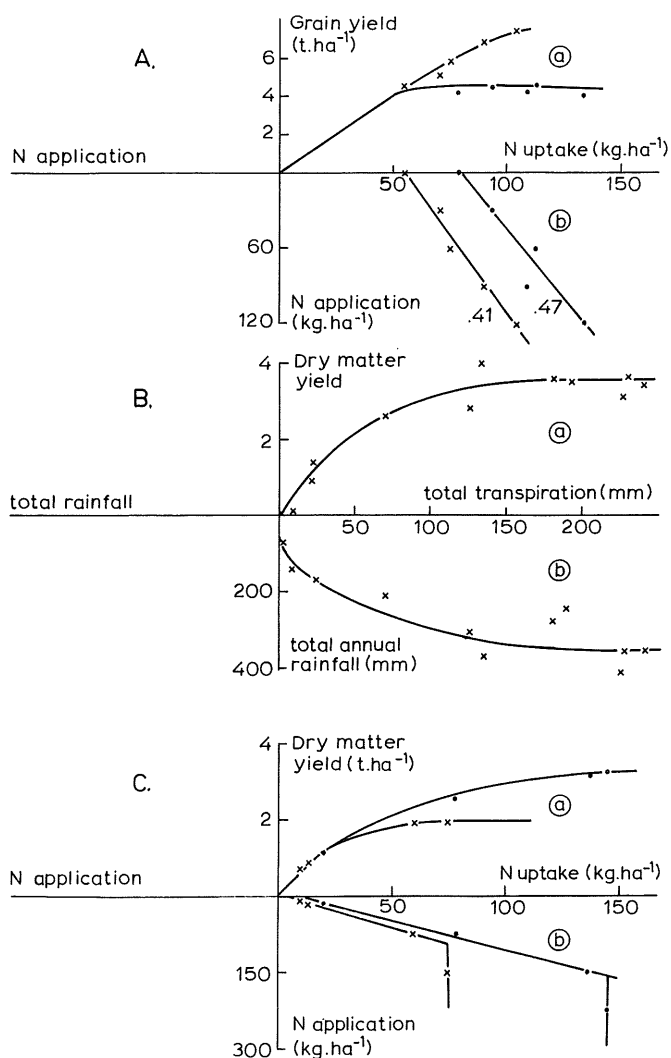 A.
Grain yield
(t.ha⁻¹)
6
4
2
ⓐ
N application
N uptake (kg.ha⁻¹)
50
100
150
60
120
N application
(kg.ha⁻¹)
.41
.47
ⓑ
B.
4
Dry matter
yield
2
ⓐ
total rainfall
total transpiration (mm)
50
100
150
200
200
400
total annual
rainfall (mm)
ⓑ
C.
4
Dry matter
yield (t.ha⁻¹)
2
ⓐ
N application
N uptake (kg.ha⁻¹)
50
100
150
150
300
N application
(kg.ha⁻¹)
ⓑ